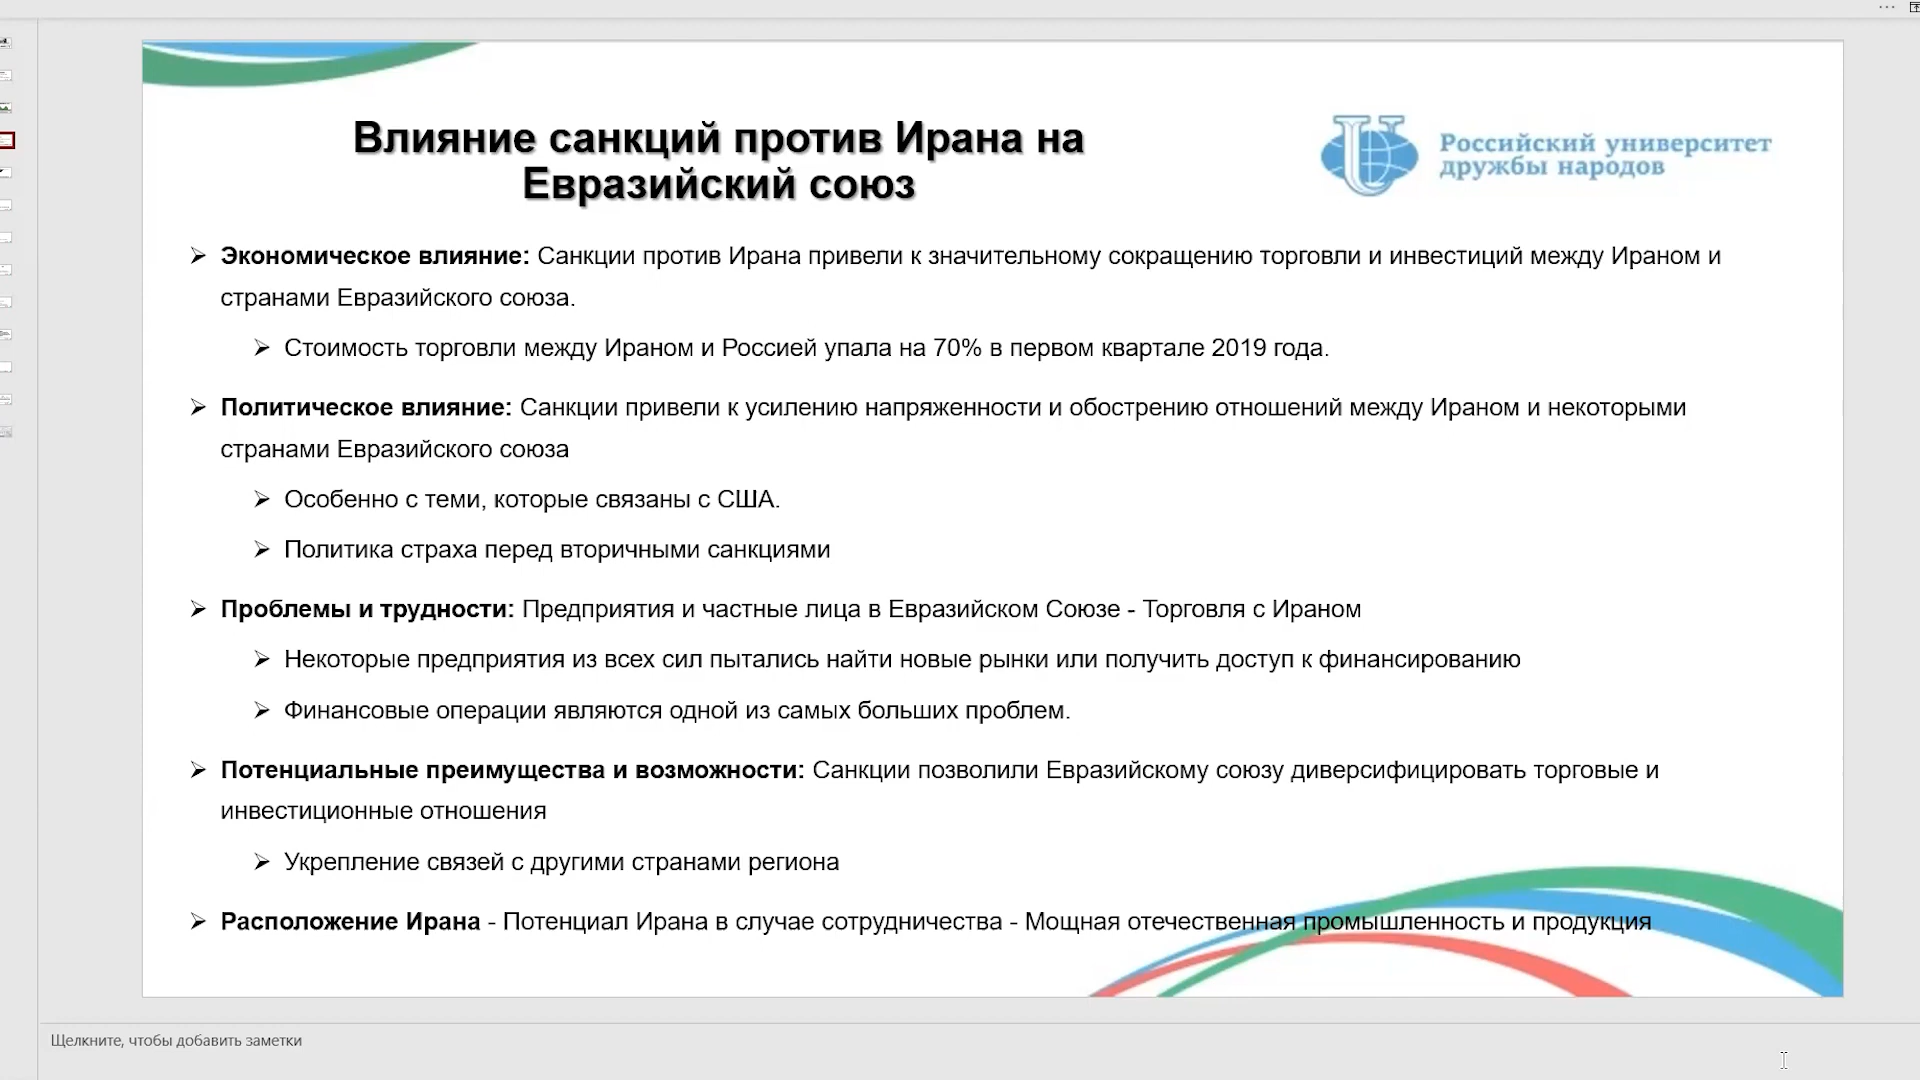 Влияние санкций против Ирана на
Евразийский союз
Российский университет
дружбы народов
Экономическое влияние: Санкции против Ирана привели к значительному сокращению торговли и инвестиций между Ираном и
странами Евразийского союза.
Стоимость торговли между Ираном и Россией упала на 70% в первом квартале 2019 года.
Политическое влияние: Санкции привели к усилению напряженности и обострению отношений между Ираном и некоторыми
странами Евразийского союза
Особенно с теми, которые связаны с США.
Политика страха перед вторичными санкциями
Проблемы и трудности: Предприятия и частные лица в Евразийском Союзе - Торговля с Ираном
Некоторые предприятия из всех сил пытались найти новые рынки или получить доступ к финансированию
Финансовые операции являются одной из самых больших проблем.
Потенциальные преимущества и возможности: Санкции позволили Евразийскому союзу диверсифицировать торговые и
инвестиционные отношения
Укрепление связей с другими странами региона
Расположение Ирана - Потенциал Ирана в случае сотрудничества - Мощная отечественная промышленность и продукция
Щелкните, чтобы добавить заметки